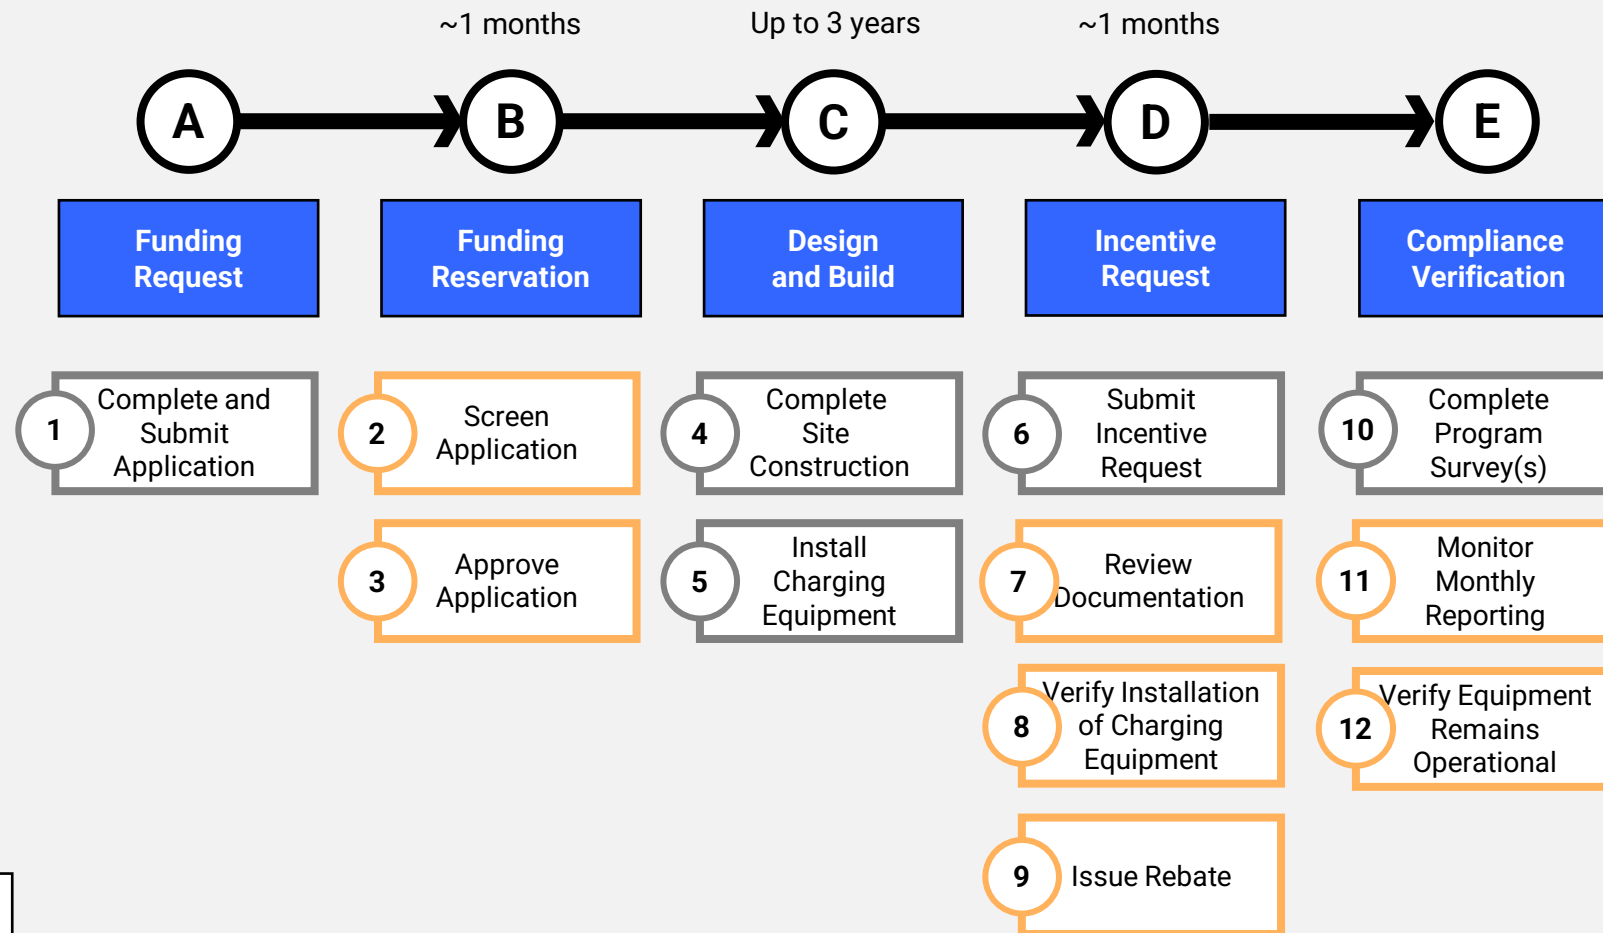 ~1 months
Up to 3 years
~1 months
A
B
C
D
E
Funding
Request
Funding
Reservation
Design
and Build
Incentive
Request
Compliance
Verification
1
Complete and
Submit
Application
2
Screen
Application
3
Approve
Application
4
Complete
Site
Construction
5
Install
Charging
Equipment
6
Submit
Incentive
Request
7
Review
Documentation
8
Verify Installation
of Charging
Equipment
9
Issue Rebate
10
Complete
Program
Survey(s)
11
Monitor
Monthly
Reporting
12
Verify Equipment
Remains
Operational